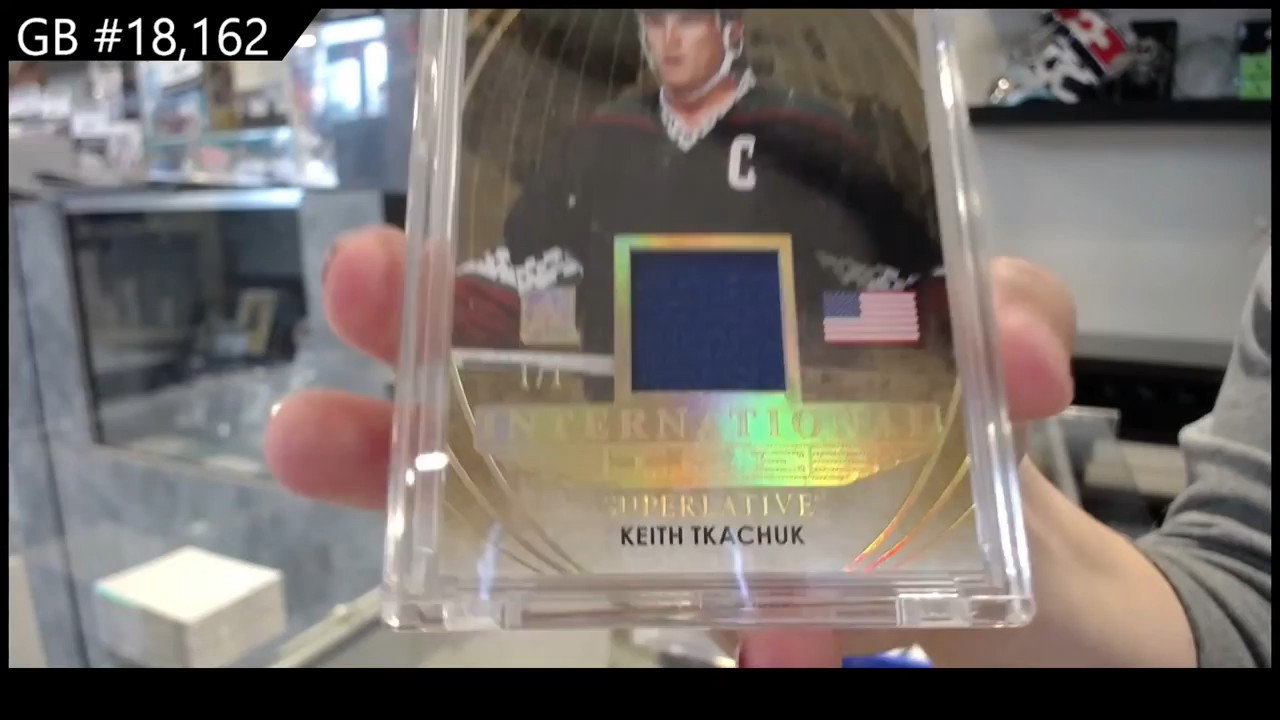 GB #18,162
C
1/1
INTERNATIONAL
SUPERLATIVE
KEITH TKACHUK